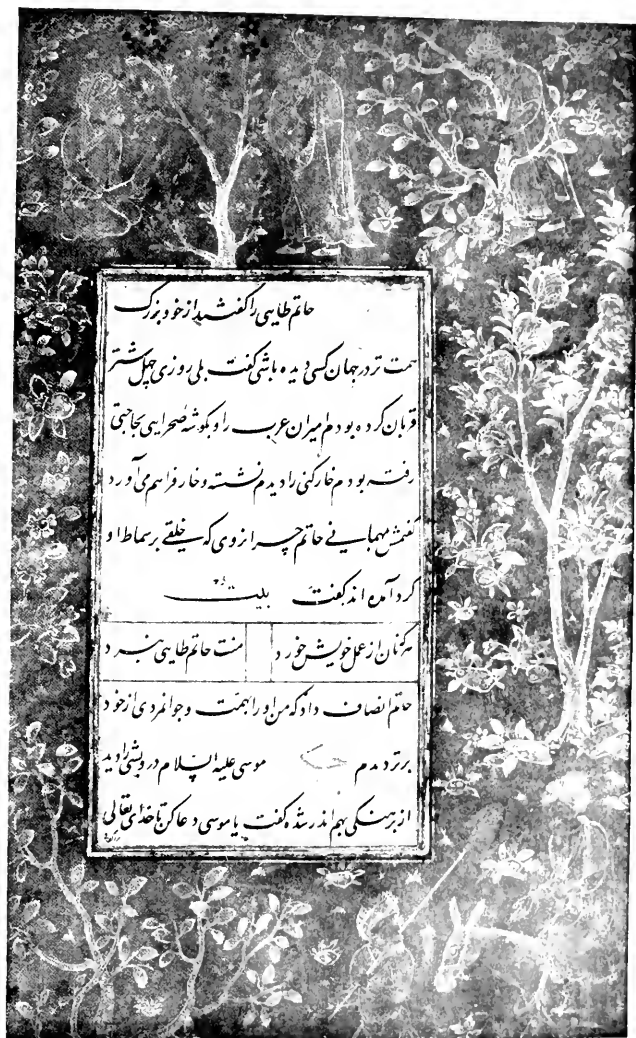 حاتم طایی را گفتند از خود بزرگ
همت تر در جهان کسی دیده باشی گفت بلی روزی چهل شتر
قربان کرده بودم امیران عرب را و بگوشه صحرایی بحاجتی
رفته بودم خارکنی را دیدم نشسته و خار فراهم می آورد
گفتمش مهمانی حاتم چرا نروی که خلقی بر سماط او
گرد آمده اند گفت بیت
هر که نان از عمل خویش خورد منت حاتم طایی نبرد
حاتم انصاف داد که من او را بهمت و جوانمردی از خود
برتر دیدم موسی علیه السلام درویشی را دید
از برهنگی بهم اندر شده گفت یا موسی دعا کن تا خدای تعالی